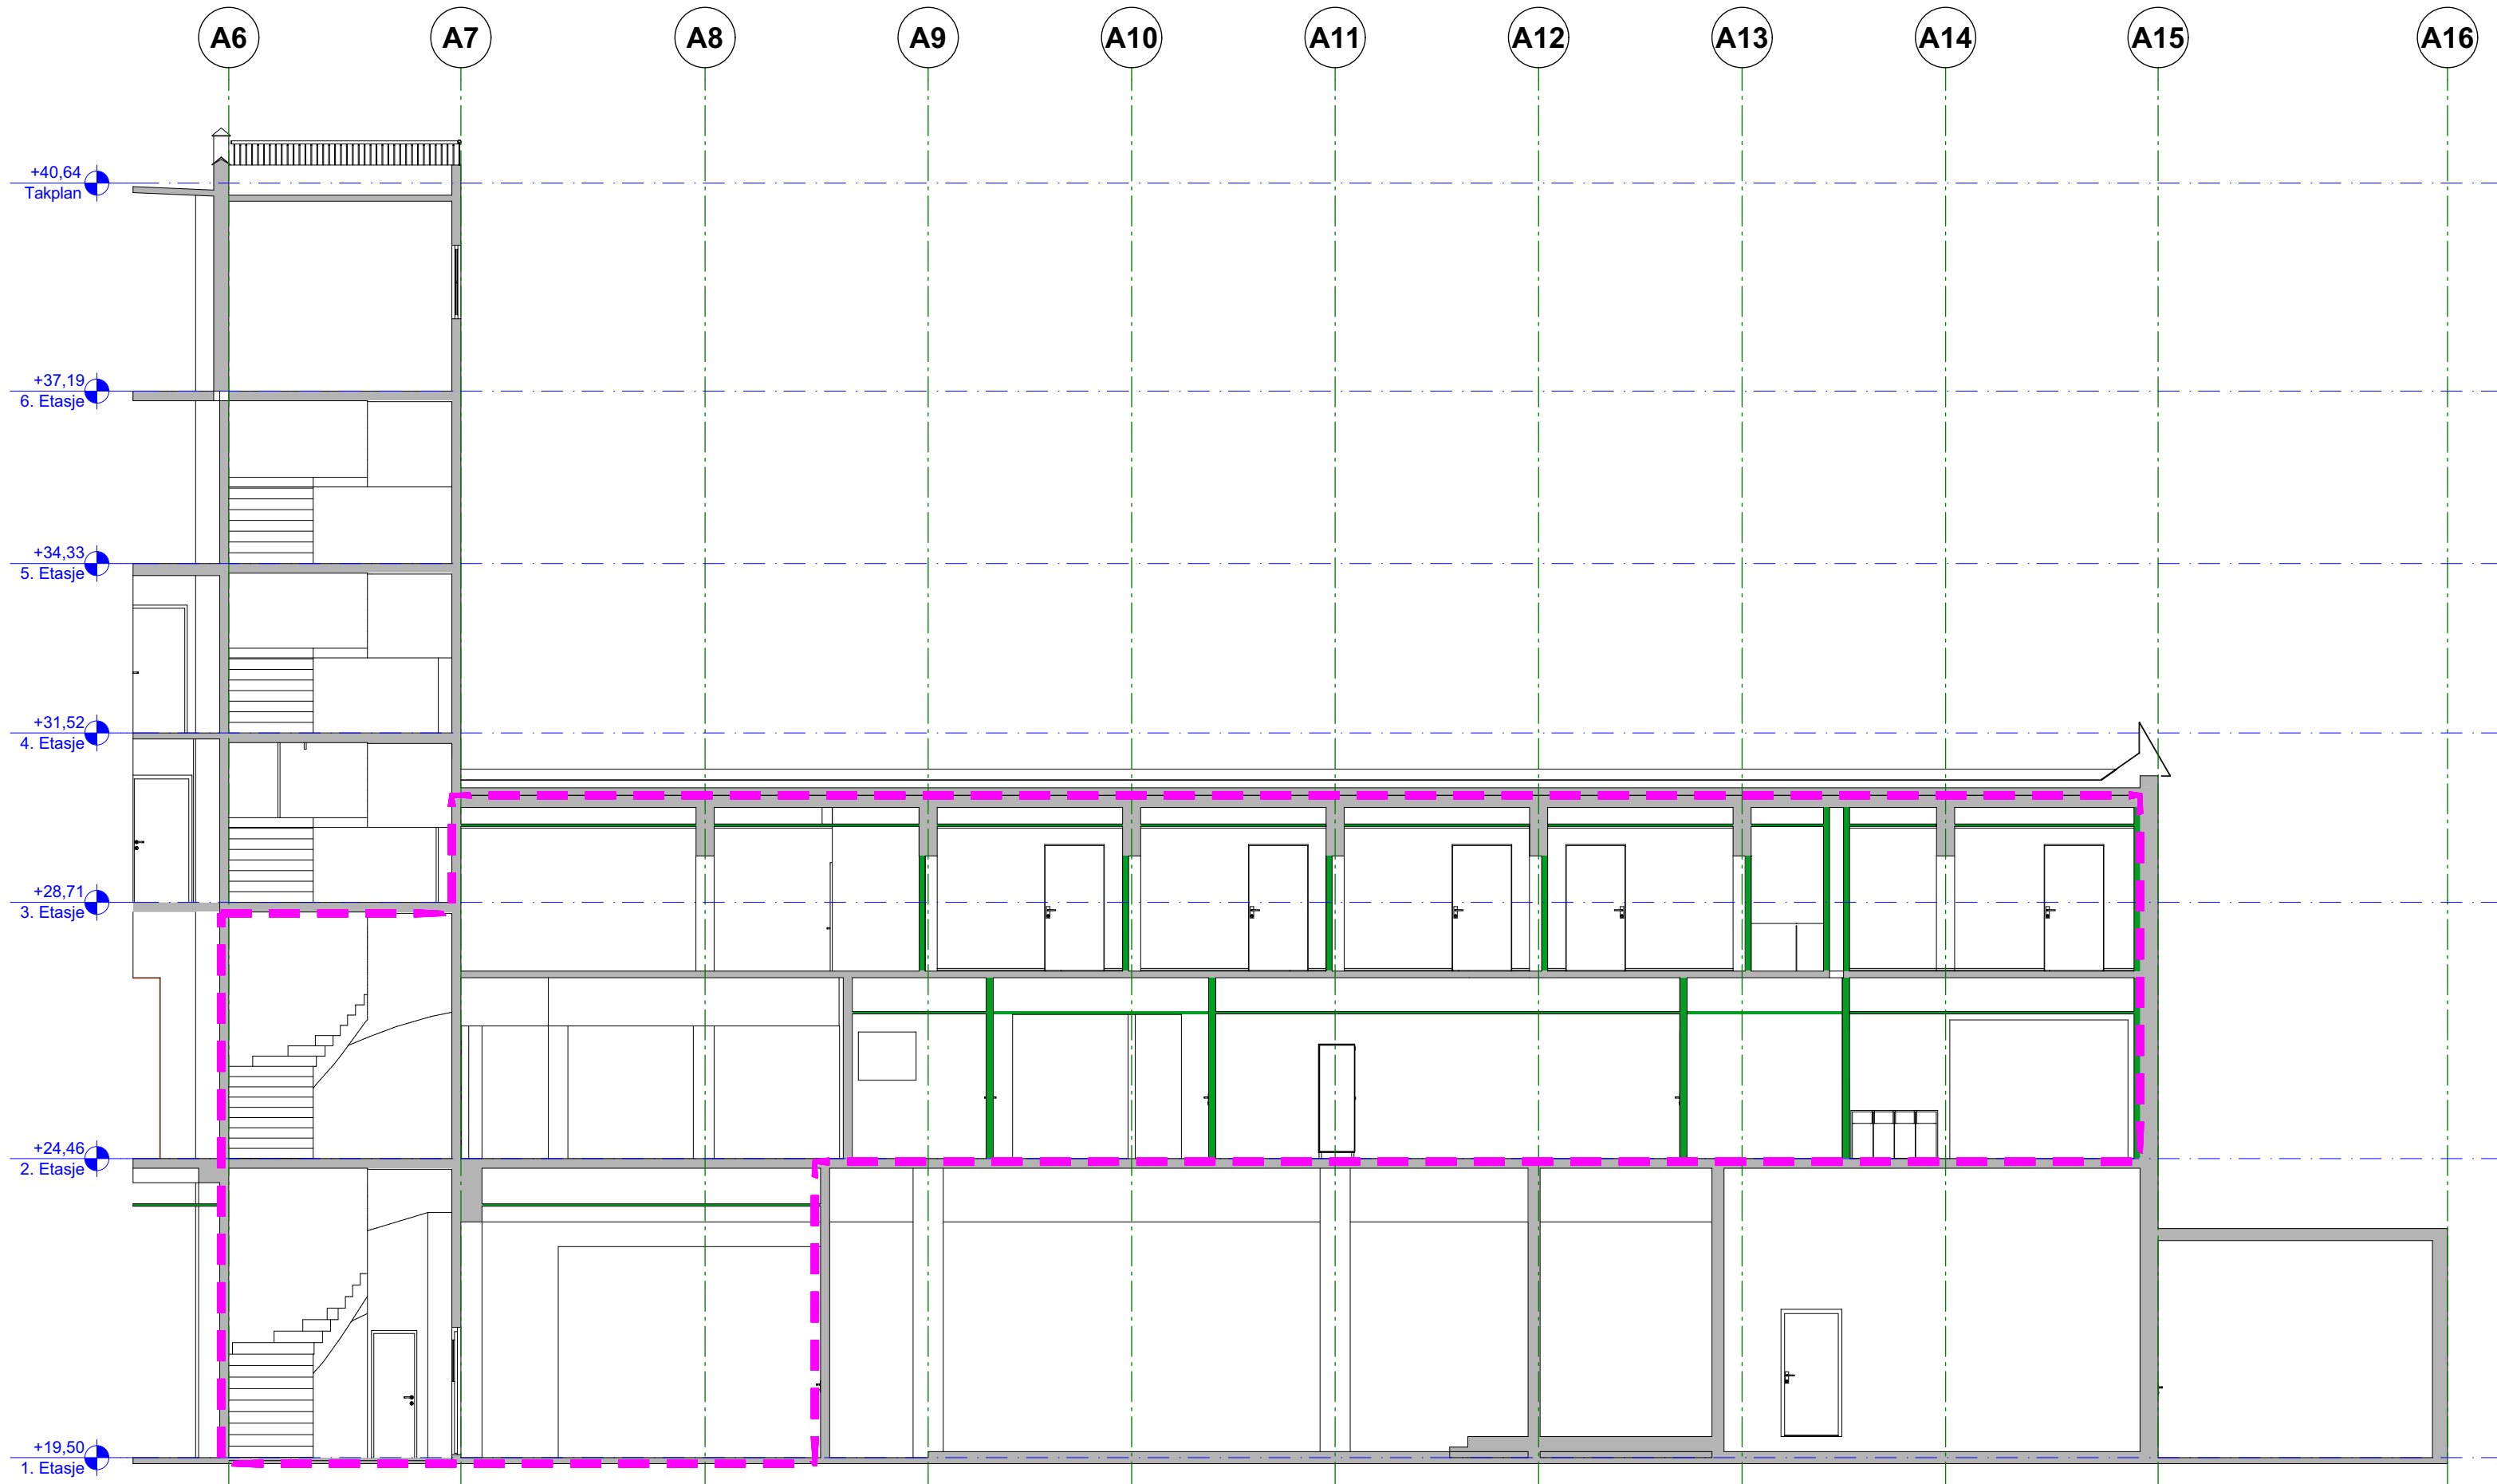 A6 A7 A8 A9 A10 A11 A12 A13 A14 A15 A16
+40,64
Takplan
+37,19
6. Etasje
+34,33
5. Etasje
+31,52
4. Etasje
+28,71
3. Etasje
+24,46
2. Etasje
+19,50
1. Etasje